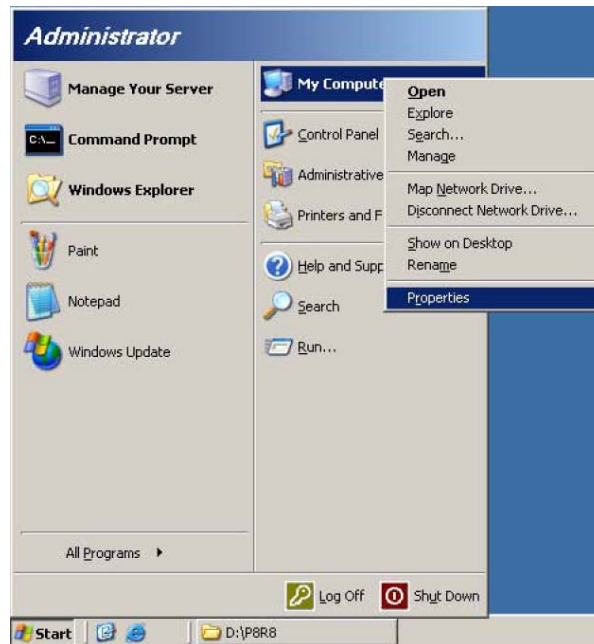 Administrator
Manage Your Server
C:\_
Command Prompt
Windows Explorer
Paint
Notepad
Windows Update
All Programs
My Compute
Control Panel
Administrative
Printers and F
Help and Supp
Search
Run...
Open
Explore
Search...
Manage
Map Network Drive...
Disconnect Network Drive...
Show on Desktop
Rename
Properties
Log Off
Shut Down
Start
D:\P8R8